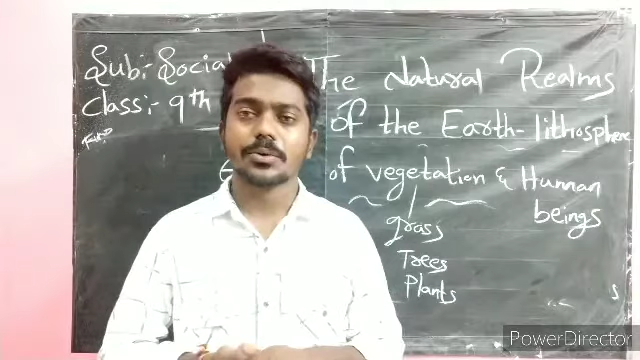 Sub:- Social The Natural Realms
Class:- 9th of the Earth-lithosphere
of vegetation & Human
beings
grass
Trees
Plants
PowerDirector